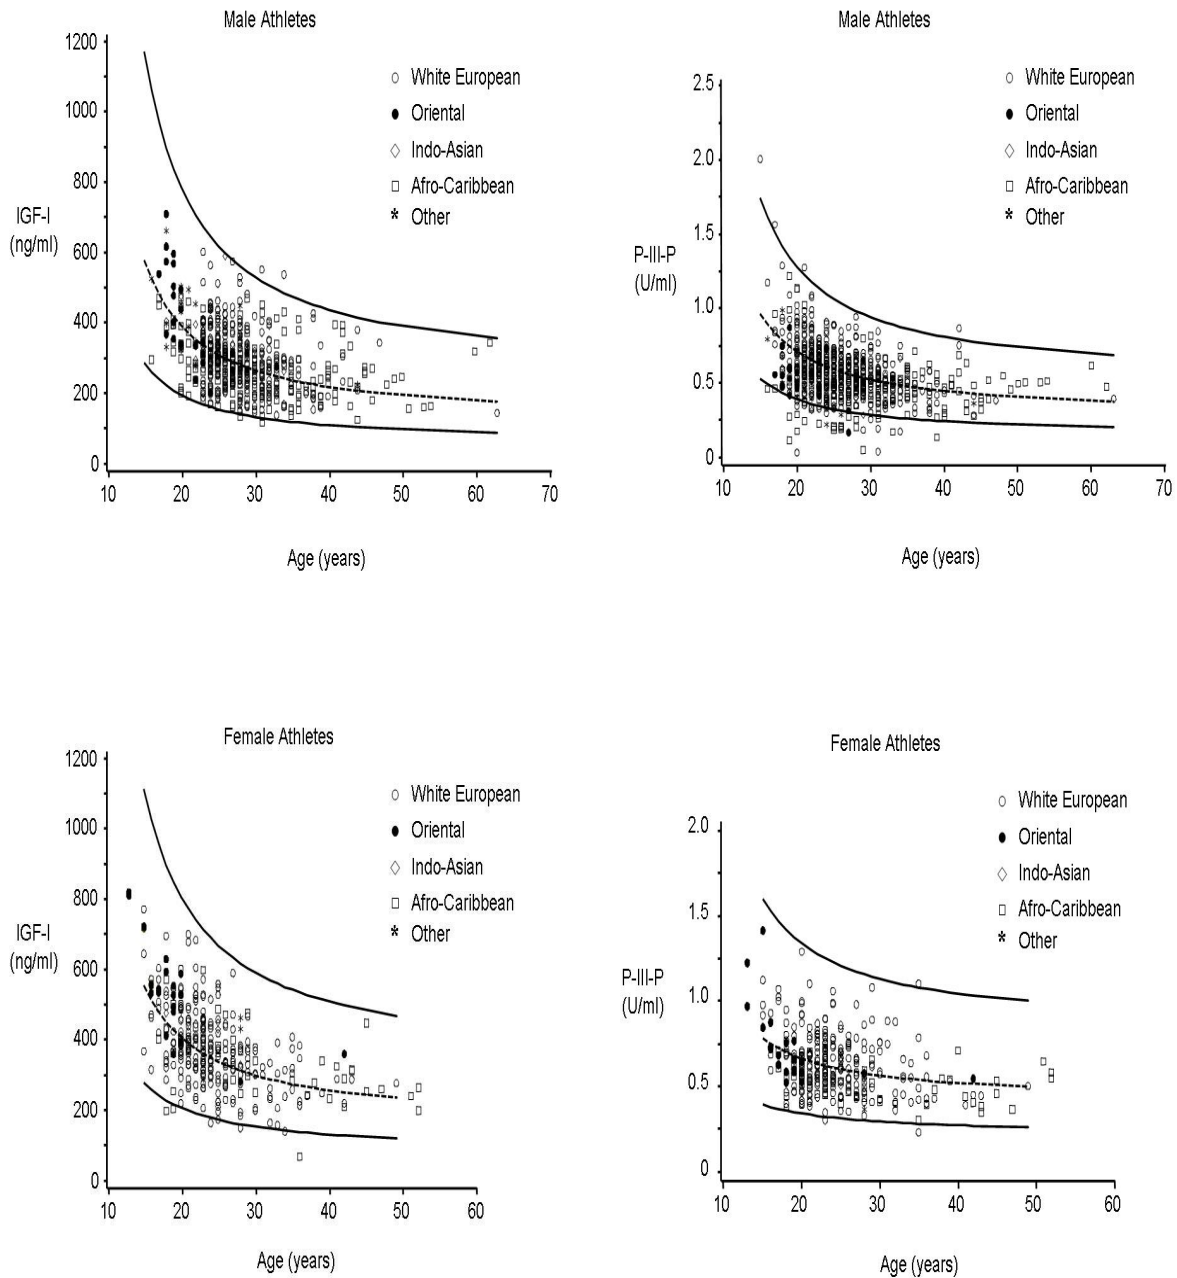 Male Athletes
1200
1000
800
600
400
200
0
IGF-I
(ng/ml)
White European
Oriental
Indo-Asian
Afro-Caribbean
* Other
10 20 30 40 50 60 70
Age (years)
Male Athletes
2.5
2.0
1.5
1.0
0.5
0
P-III-P
(U/ml)
White European
Oriental
Indo-Asian
Afro-Caribbean
* Other
10 20 30 40 50 60 70
Age (years)
Female Athletes
1200
1000
800
600
400
200
0
IGF-I
(ng/ml)
White European
Oriental
Indo-Asian
Afro-Caribbean
* Other
10 20 30 40 50 60
Age (years)
Female Athletes
2.0
1.5
1.0
0.5
0
P-III-P
(U/ml)
White European
Oriental
Indo-Asian
Afro-Caribbean
* Other
10 20 30 40 50 60
Age (years)